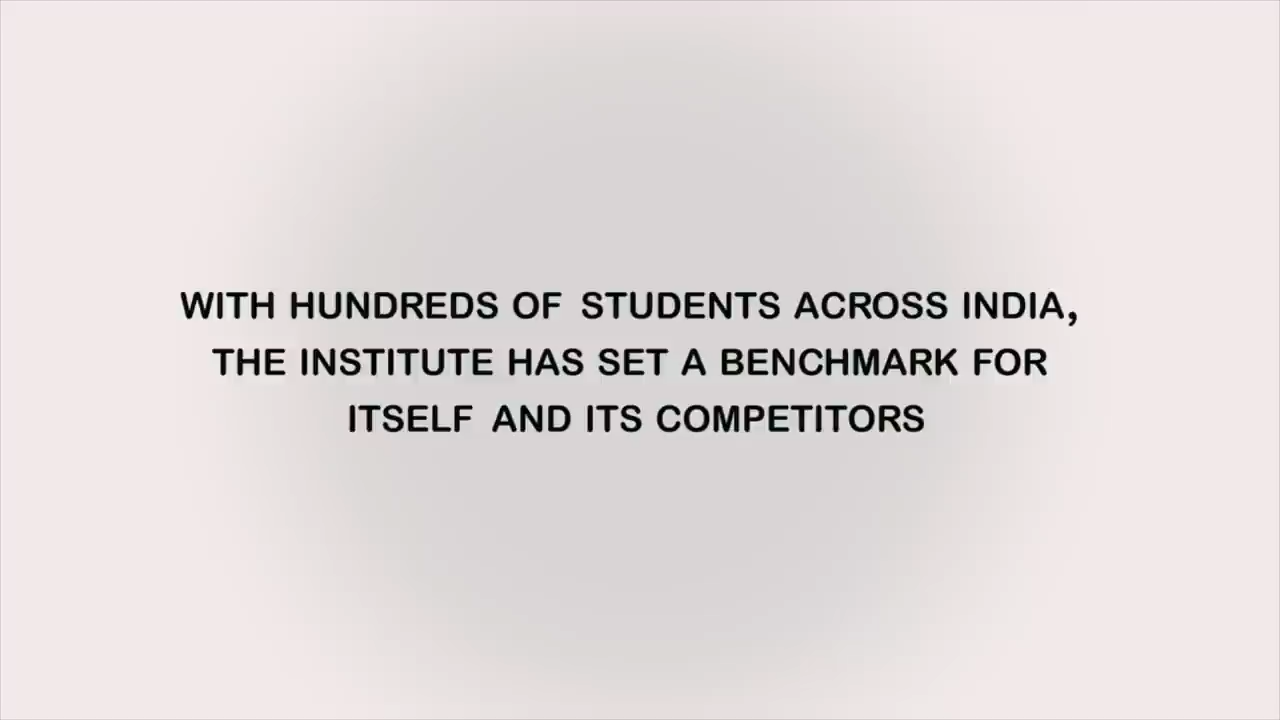 WITH HUNDREDS OF STUDENTS ACROSS INDIA,
THE INSTITUTE HAS SET A BENCHMARK FOR
ITSELF AND ITS COMPETITORS